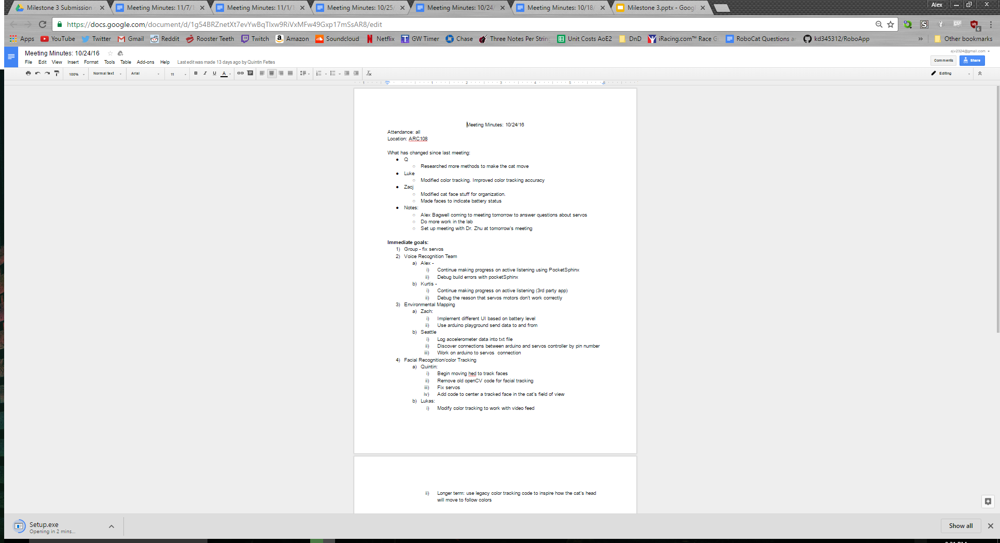 Milestone 3 Submission
Meeting Minutes: 11/7/1
Meeting Minutes: 11/1/1
Meeting Minutes: 10/25/
Meeting Minutes: 10/24/
Meeting Minutes: 10/18/
Milestone 3.pptx - Goog
Alex
https://docs.google.com/document/d/1g54BRZnetXt7evYwBqTlxw9RiVxMFw49Gxp17mSsAR8/edit
Apps
YouTube
Twitter
Gmail
Reddit
Rooster Teeth
Twitch
Amazon
Soundcloud
Netflix
GW Timer
Chase
Three Notes Per String
Unit Costs AoE2
DnD
iRacing.com™ Race G
RoboCat Questions a
kd345312/RoboApp
»
Other bookmarks
Meeting Minutes: 10/24/16
ajv2324@gmail.com
File Edit View Insert Format Tools Table Add-ons Help Last edit was made 13 days ago by Quintin Fettes
Comments
Share
100% Normal text Arial 11 B I U A
Editing
1 1 2 3 4 5 6
Meeting Minutes: 10/24/16
Attendance: all
Location: ARC108
What has changed since last meeting:
● Q
○ Researched more methods to make the cat move
● Luke
○ Modified color tracking. Improved color tracking accuracy
● Zacj
○ Modified cat face stuff for organization.
○ Made faces to indicate battery status
● Notes:
○ Alex Bagwell coming to meeting tomorrow to answer questions about servos
○ Do more work in the lab
○ Set up meeting with Dr. Zhu at tomorrow's meeting
Immediate goals:
1) Group - fix servos
2) Voice Recognition Team
a) Alex -
i) Continue making progress on active listening using PocketSphinx
ii) Debug build errors with pocketSphinx
b) Kurtis -
i) Continue making progress on active listening (3rd party app)
ii) Debug the reason that servos motors don't work correctly
3) Environmental Mapping
a) Zach:
i) Implement different UI based on battery level
ii) Use arduino playground send data to and from
b) Seattle
i) Log accelerometer data into txt file
ii) Discover connections between arduino and servos controller by pin number
iii) Work on arduino to servos connection
4) Facial Recognition/color Tracking
a) Quintin:
i) Begin moving hed to track faces
ii) Remove old openCV code for facial tracking
iii) Fix servos
iv) Add code to center a tracked face in the cat's field of view
b) Lukas:
i) Modify color tracking to work with video feed
ii) Longer term: use legacy color tracking code to inspire how the cat's head
will move to follow colors
Setup.exe
Opening in 2 mins...
Show all